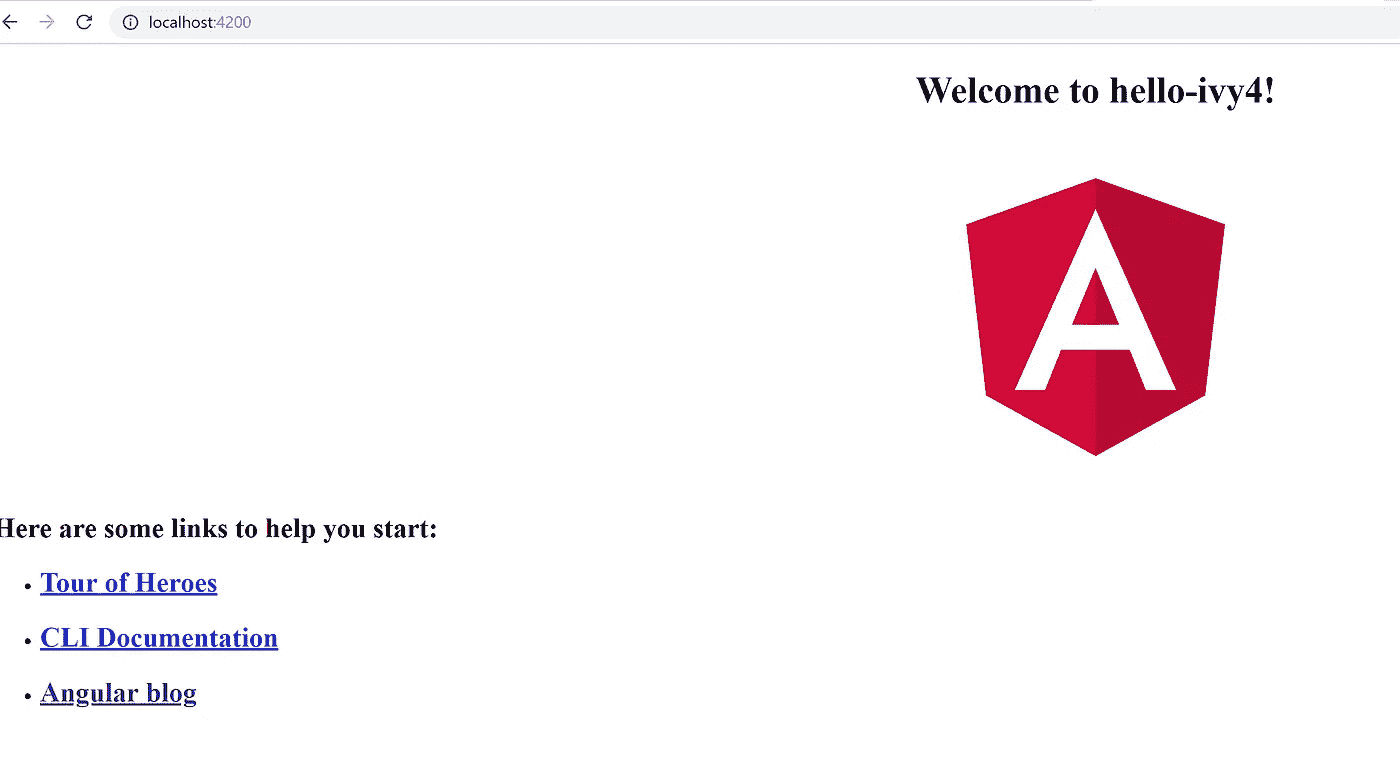 localhost:4200
Welcome to hello-ivy4!
A
Here are some links to help you start:
Tour of Heroes
CLI Documentation
Angular blog